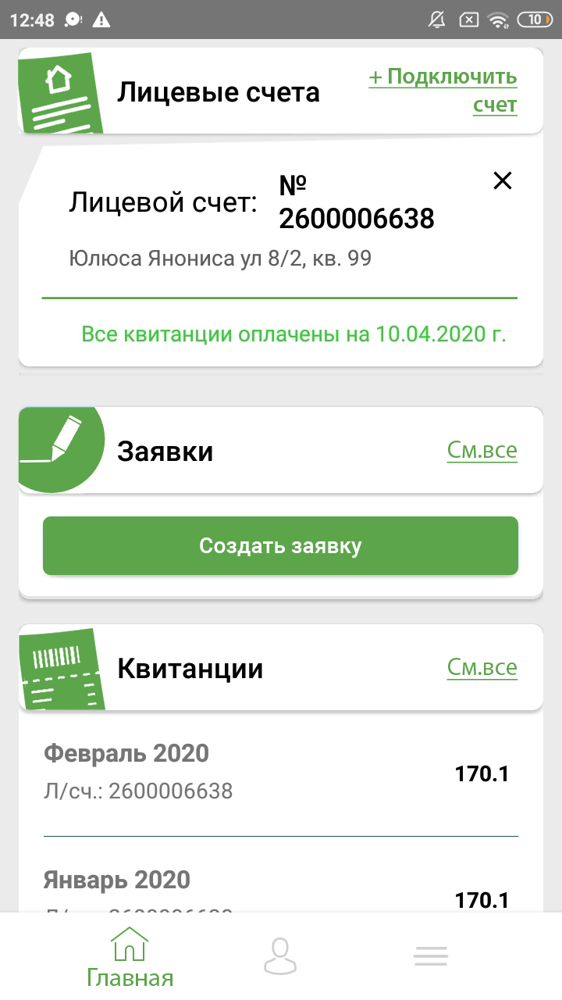 12:48
10
Лицевые счета
+ Подключить
счет
Лицевой счет:
№
2600006638
Юлюса Янониса ул 8/2, кв. 99
Все квитанции оплачены на 10.04.2020 г.
Заявки
См.все
Создать заявку
Квитанции
См.все
Февраль 2020
170.1
Л/сч.: 2600006638
Январь 2020
170.1
Главная